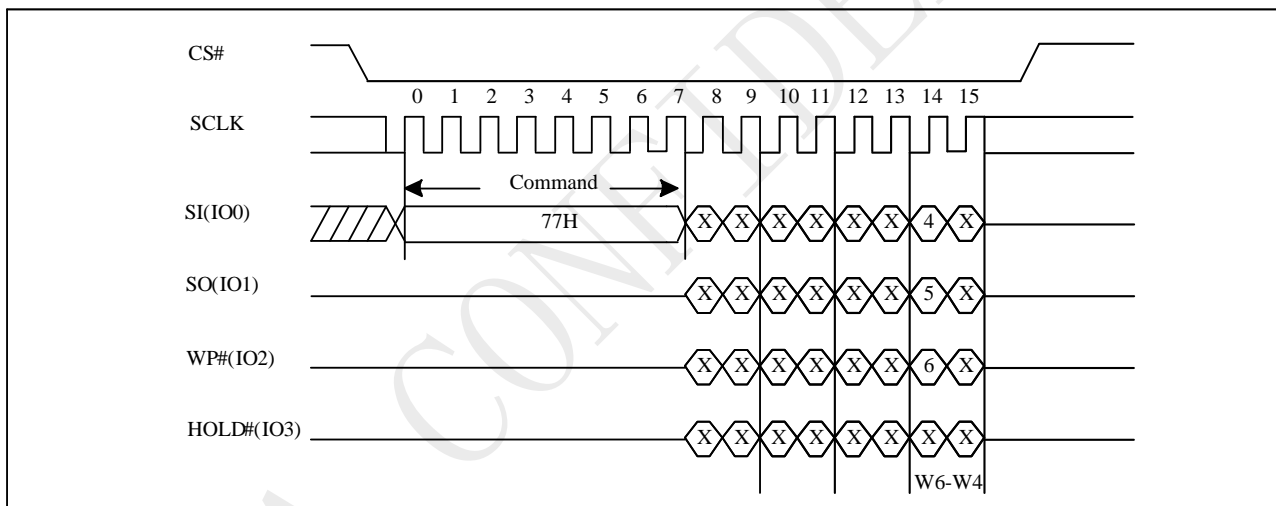 CS#
0 1 2 3 4 5 6 7 8 9 10 11 12 13 14 15
SCLK
Command
SI(IO0) 77H X X X X X X 4 X
SO(IO1) X X X X X X 5 X
WP#(IO2) X X X X X X 6 X
HOLD#(IO3) X X X X X X X X
W6-W4